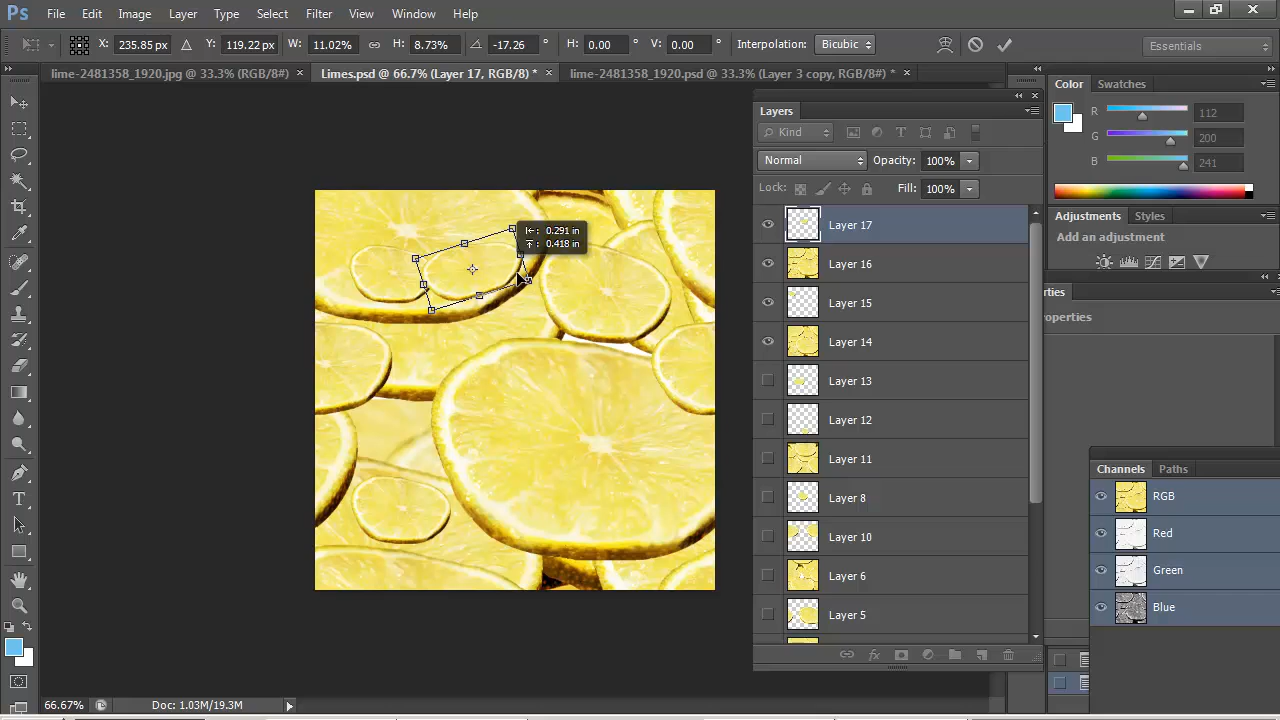 Ps File Edit Image Layer Type Select Filter View Window Help
X: 235.85 px Y: 119.22 px W: 11.02% H: 8.73% -17.26 ° H: 0.00 ° V: 0.00 ° Interpolation: Bicubic Essentials
lime-2481358_1920.jpg @ 33.3% (RGB/8#) × Limes.psd @ 66.7% (Layer 17, RGB/8) * × lime-2481358_1920.psd @ 33.3% (Layer 3 copy, RGB/8#) * ×
Color Swatches
R 112
G 200
B 241
Layers
Kind
Normal Opacity: 100%
Lock: Fill: 100%
Layer 17
Layer 16
Layer 15
Layer 14
Layer 13
Layer 12
Layer 11
Layer 8
Layer 10
Layer 6
Layer 5
0.291 in
0.418 in
Adjustments Styles
Add an adjustment
rties
roperties
Channels Paths
RGB
Red
Green
Blue
66.67% Doc: 1.03M/19.3M